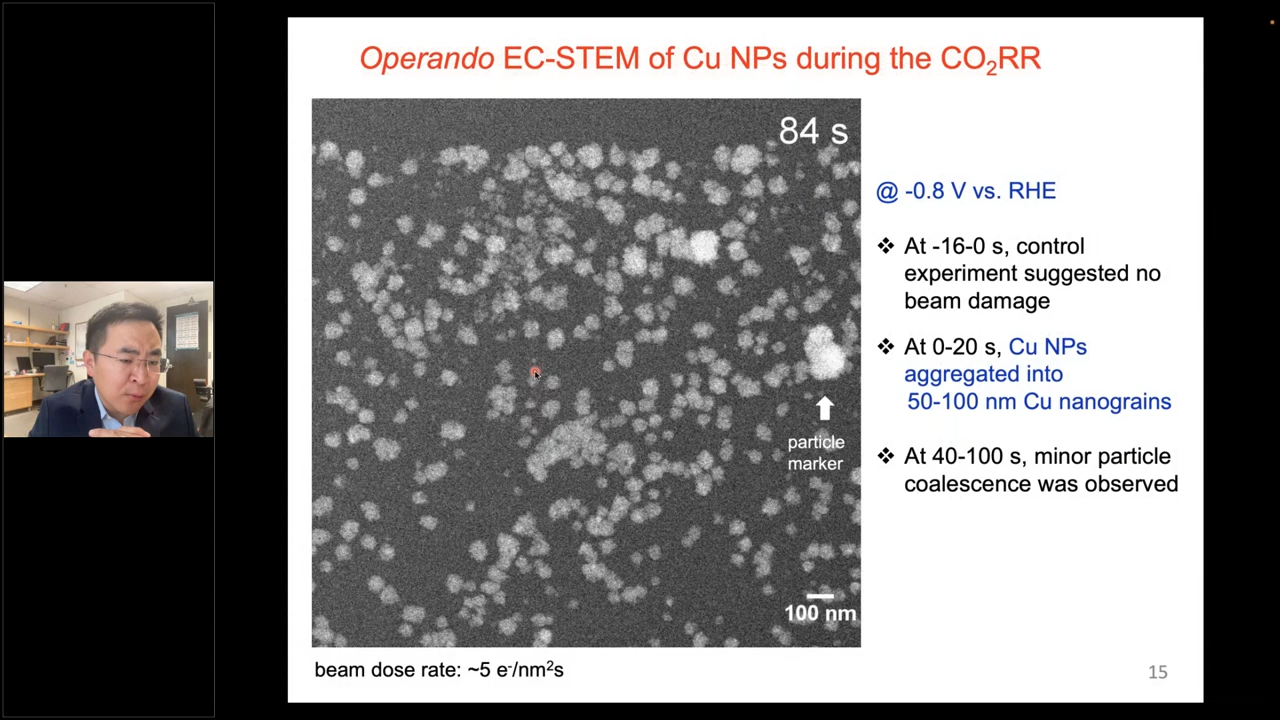 Operando EC-STEM of Cu NPs during the CO₂RR
84 s
particle
marker
100 nm
@ -0.8 V vs. RHE
❖ At -16-0 s, control
experiment suggested no
beam damage
❖ At 0-20 s, Cu NPs
aggregated into
50-100 nm Cu nanograins
❖ At 40-100 s, minor particle
coalescence was observed
beam dose rate: ~5 e⁻/nm²s
15